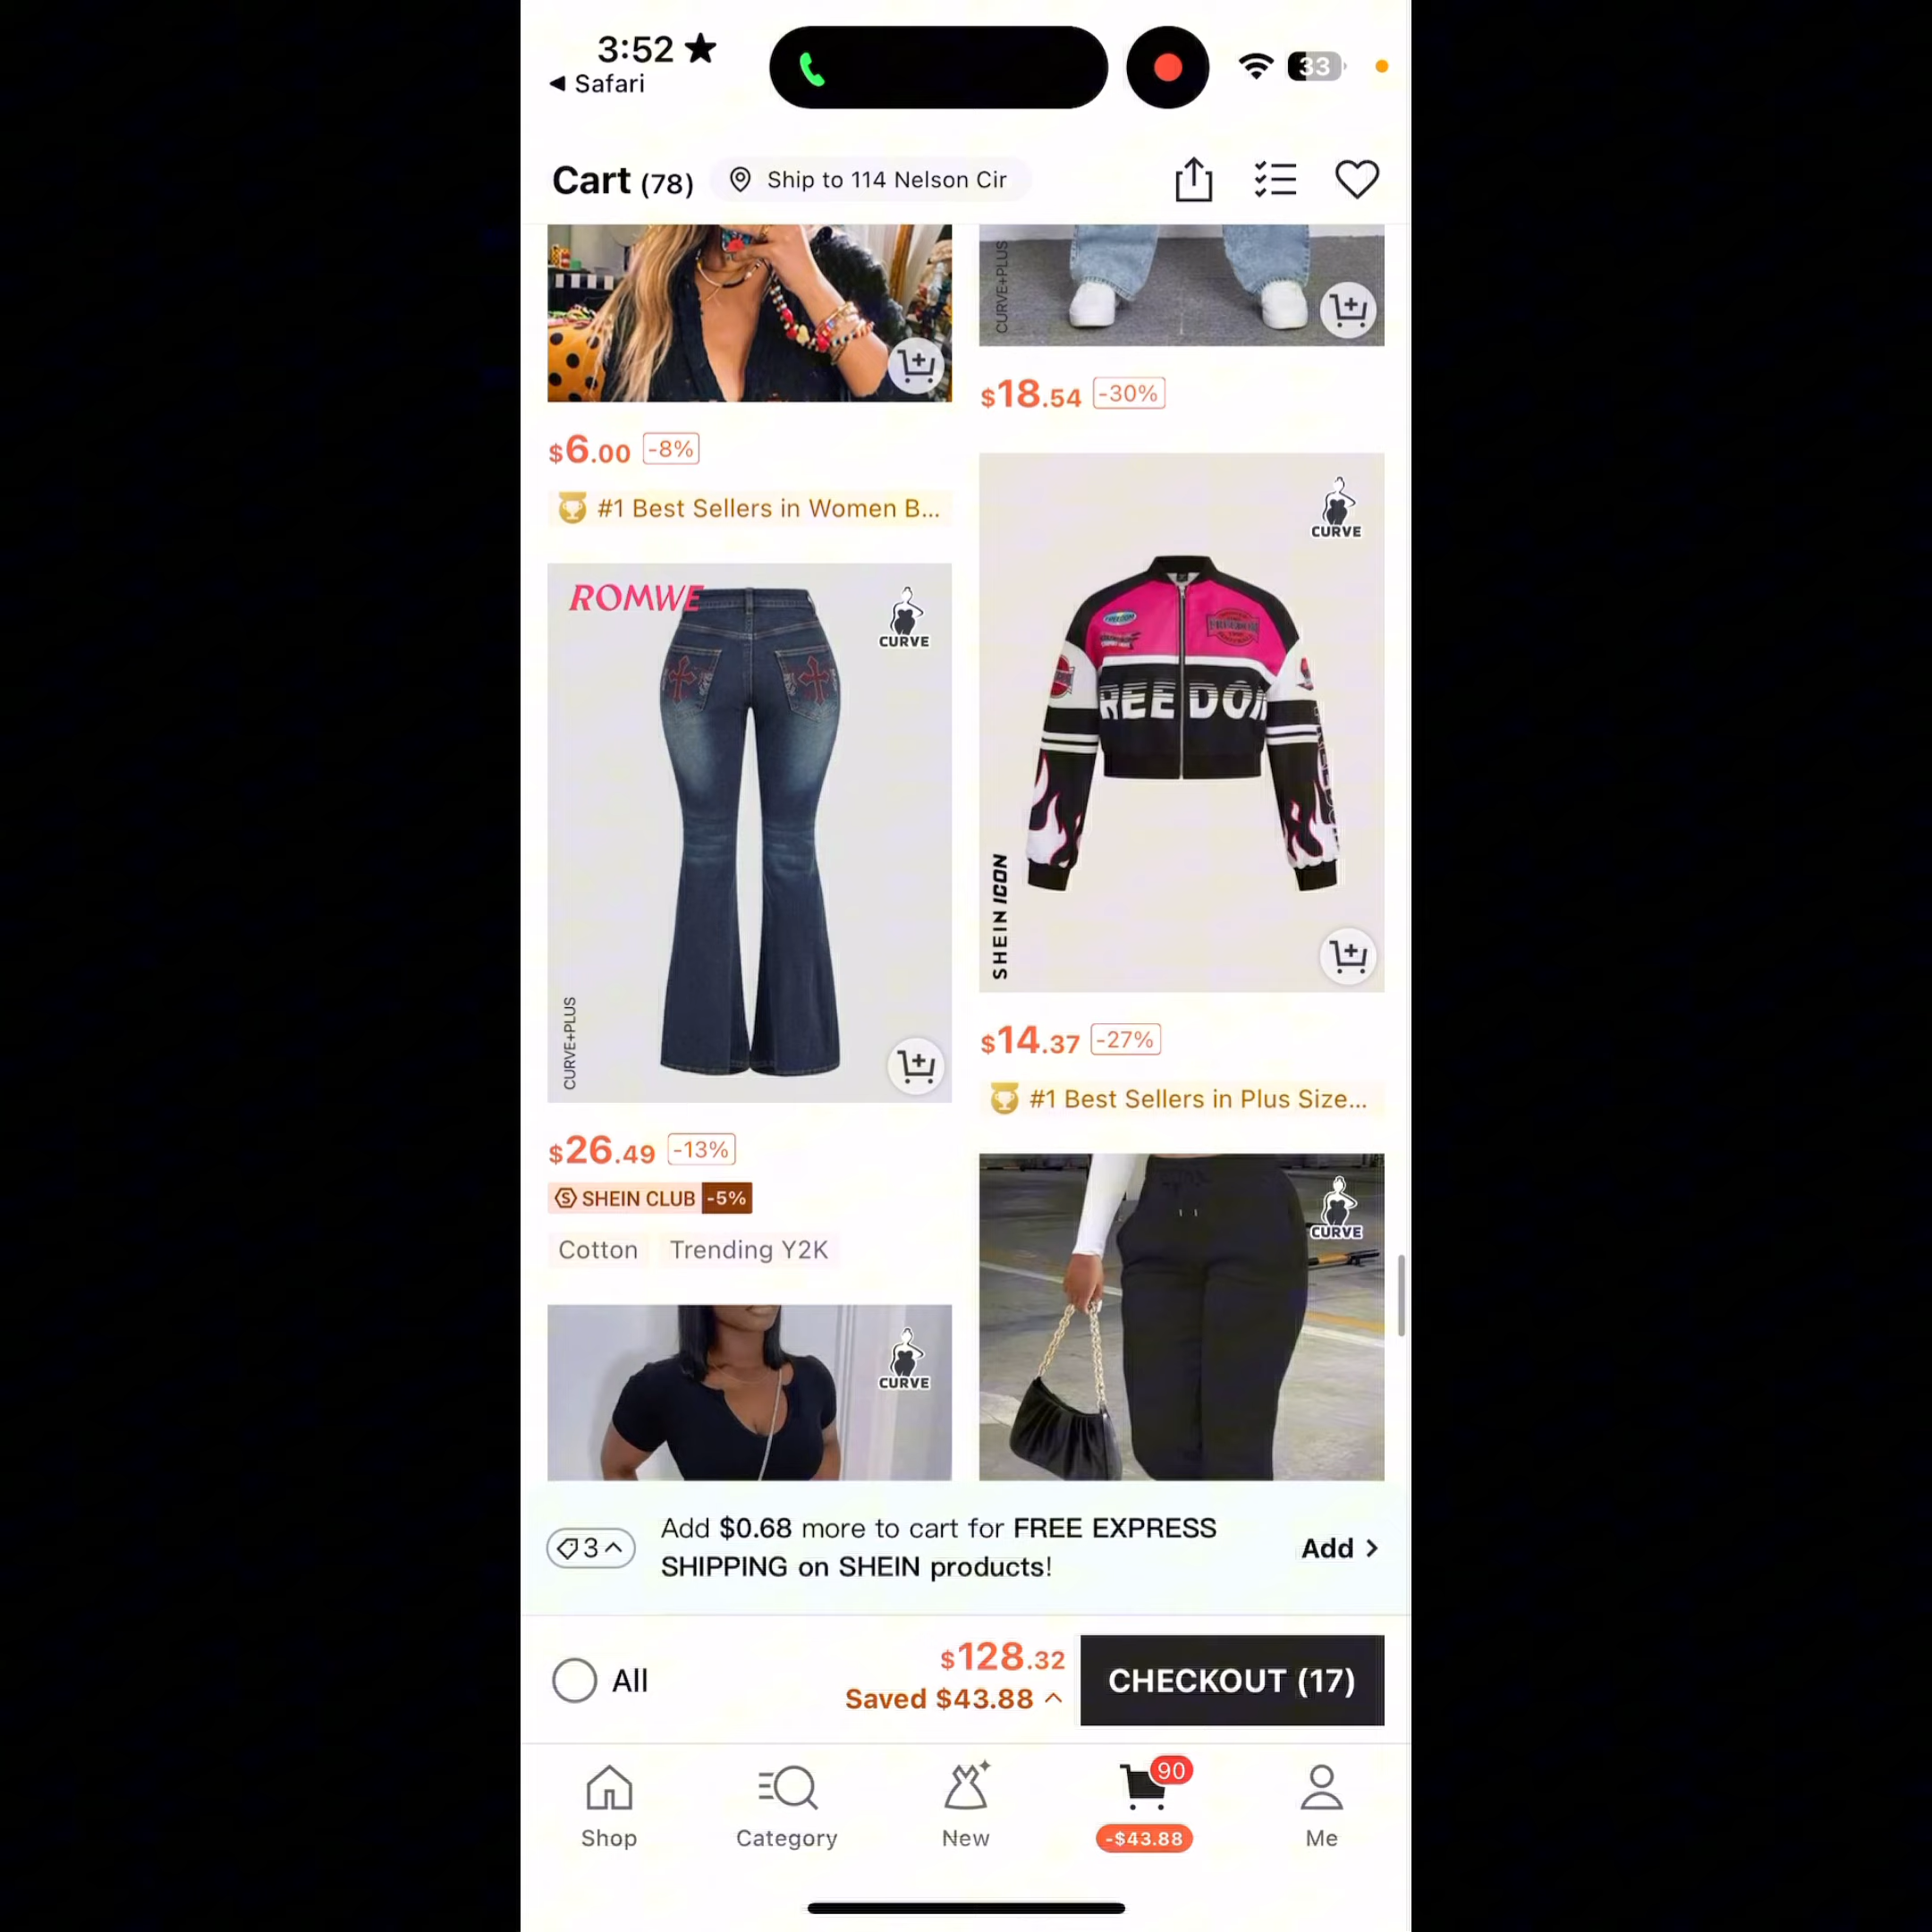 3:52
Safari
33
Cart (78)
Ship to 114 Nelson Cir
CURVE+PLUS
$18.54 -30%
$6.00 -8%
#1 Best Sellers in Women B...
ROMWE
CURVE
CURVE+PLUS
$26.49 -13%
SHEIN CLUB -5%
Cotton Trending Y2K
CURVE
CURVE
FREEDOM
FREEDOM
REEDOM
SHEIN ICON
$14.37 -27%
#1 Best Sellers in Plus Size...
CURVE
3
Add $0.68 more to cart for FREE EXPRESS
SHIPPING on SHEIN products!
Add
All
$128.32
Saved $43.88
CHECKOUT (17)
90
-$43.88
Shop
Category
New
Me